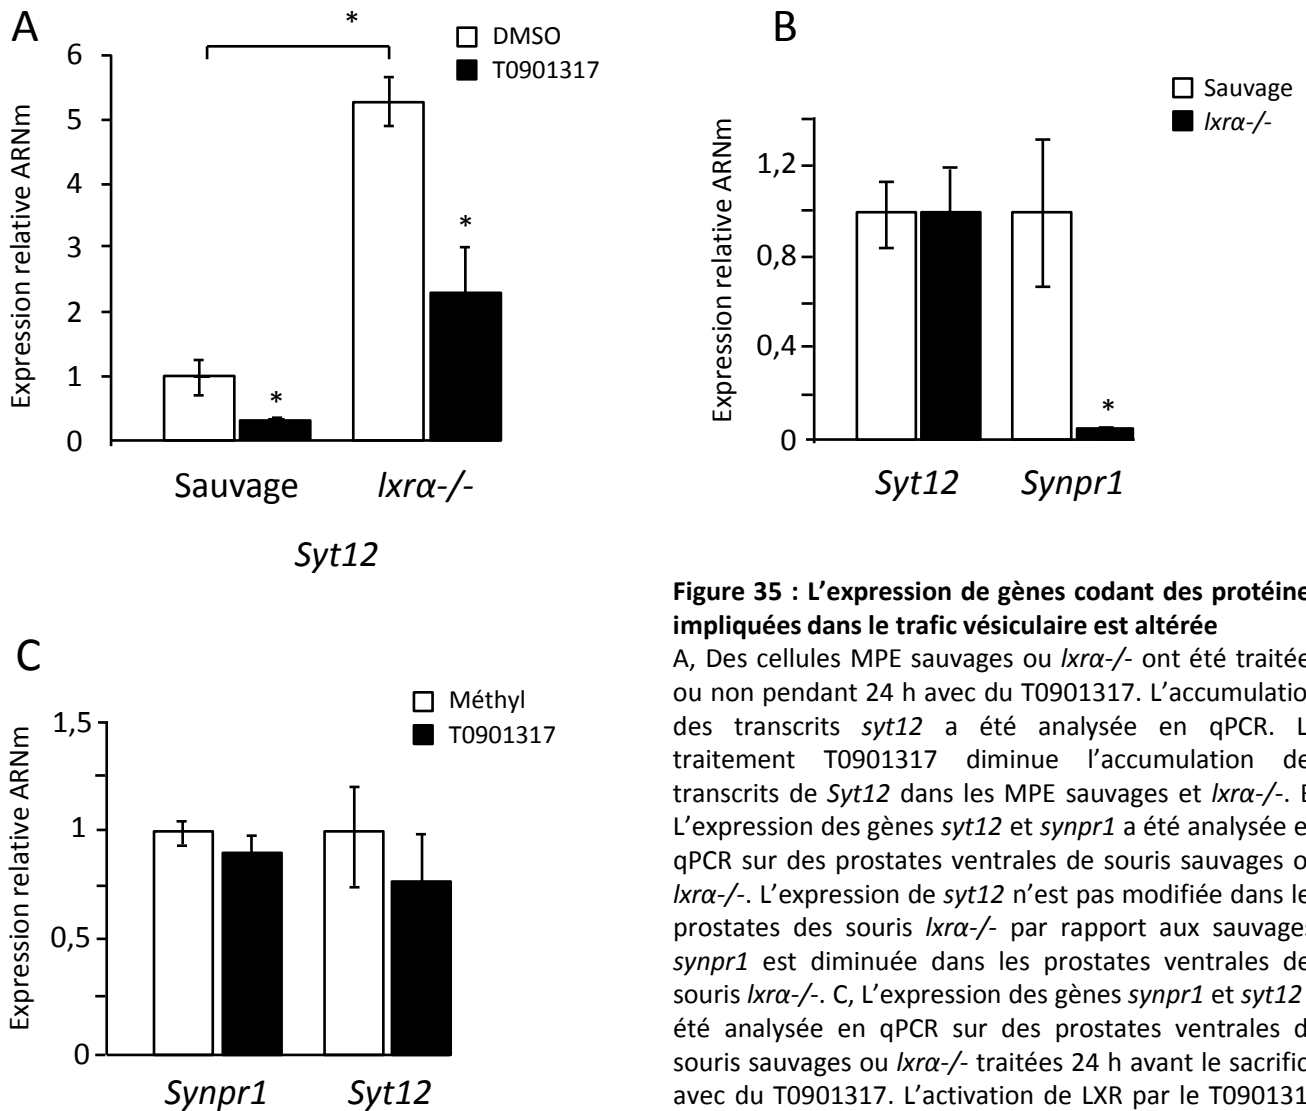 A
*
DMSO
T0901317
Expression relative ARNm
6
5
4
3
2
1
0
*
*
Sauvage
lxrα-/-
Syt12
B
Sauvage
lxrα-/-
Expression relative ARNm
1,2
0,8
0,4
0
*
Syt12
Synpr1
C
Méthyl
T0901317
Expression relative ARNm
1,5
1
0,5
0
Synpr1
Syt12
Figure 35 : L’expression de gènes codant des protéine
impliquées dans le trafic vésiculaire est altérée
A, Des cellules MPE sauvages ou lxrα-/- ont été traitée
ou non pendant 24 h avec du T0901317. L’accumulatio
des transcrits syt12 a été analysée en qPCR. L
traitement T0901317 diminue l’accumulation de
transcrits de Syt12 dans les MPE sauvages et lxrα-/-. B
L’expression des gènes syt12 et synpr1 a été analysée e
qPCR sur des prostates ventrales de souris sauvages o
lxrα-/-. L’expression de syt12 n’est pas modifiée dans le
prostates des souris lxrα-/- par rapport aux sauvages
synpr1 est diminuée dans les prostates ventrales de
souris lxrα-/-. C, L’expression des gènes synpr1 et syt12
été analysée en qPCR sur des prostates ventrales d
souris sauvages ou lxrα-/- traitées 24 h avant le sacrific
avec du T0901317. L’activation de LXR par le T090131